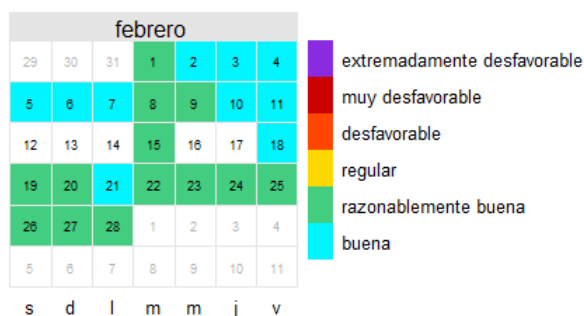 febrero
29 30 31 1 2 3 4
5 6 7 8 9 10 11
12 13 14 15 16 17 18
19 20 21 22 23 24 25
26 27 28 1 2 3 4
5 6 7 8 9 10 11
s d l m m j v
extremadamente desfavorable
muy desfavorable
desfavorable
regular
razonablemente buena
buena